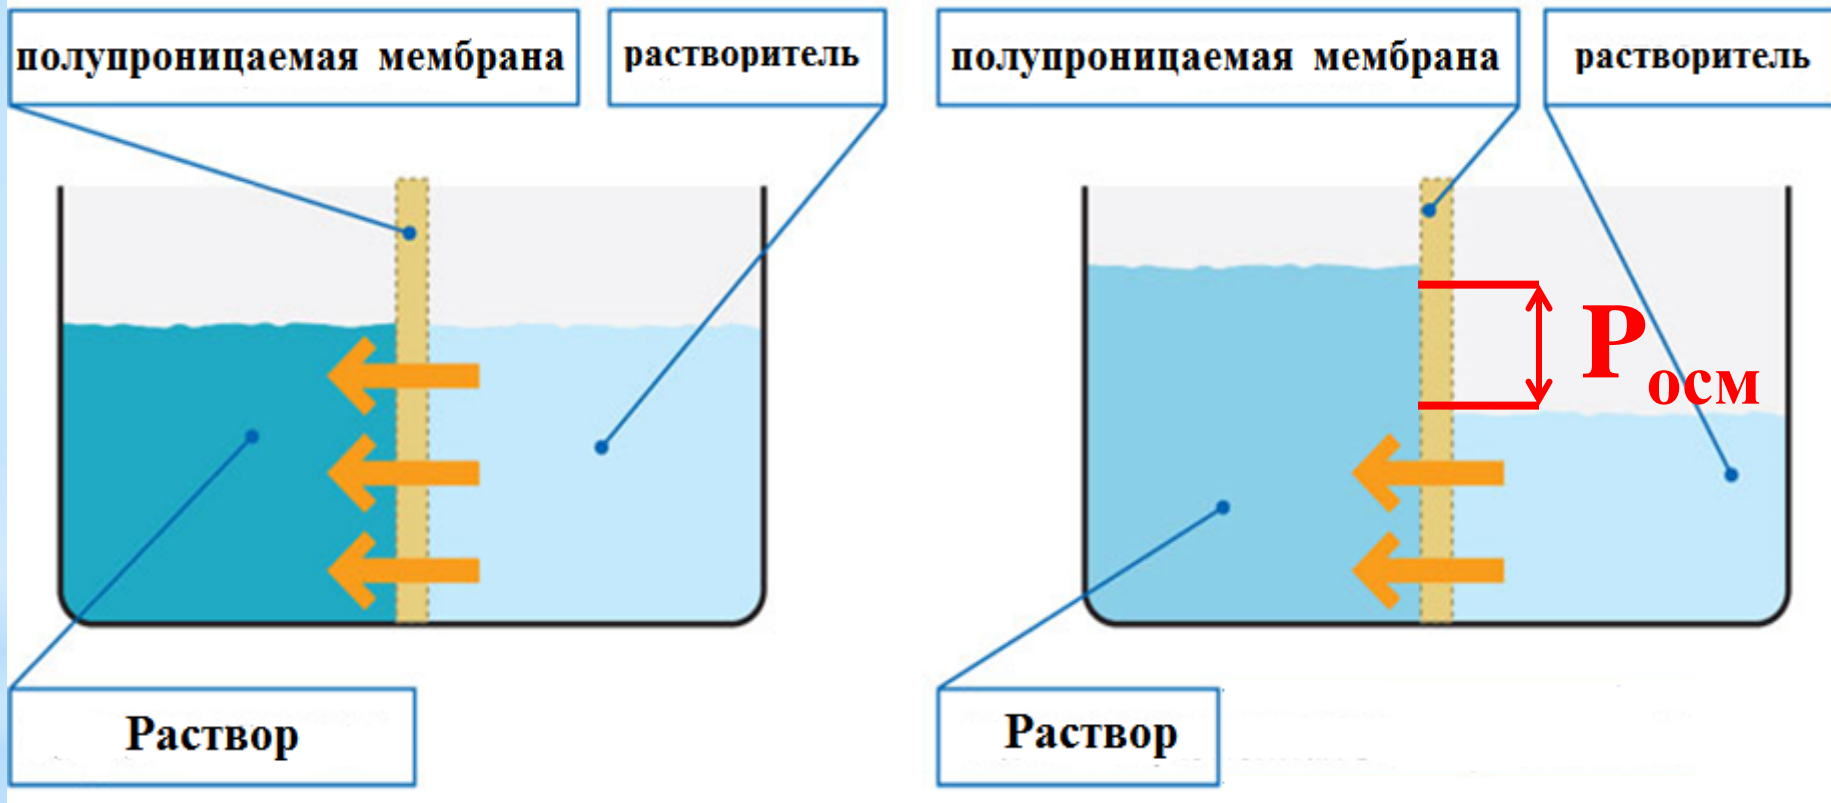 полупроницаемая мембрана
растворитель
полупроницаемая мембрана
растворитель
Pосм
Раствор
Раствор